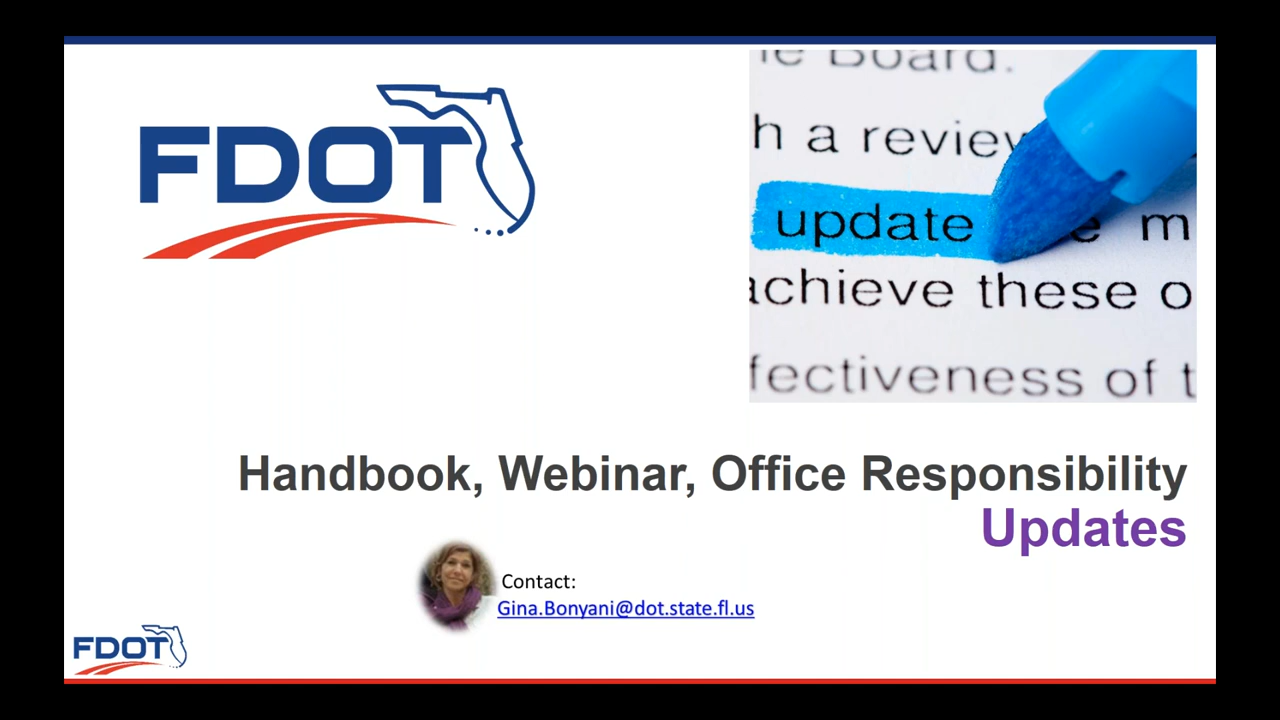 FDOT
ie Board.
h a review
update e m
achieve these o
fectiveness of t
Handbook, Webinar, Office Responsibility
Updates
Contact:
Gina.Bonyani@dot.state.fl.us
FDOT